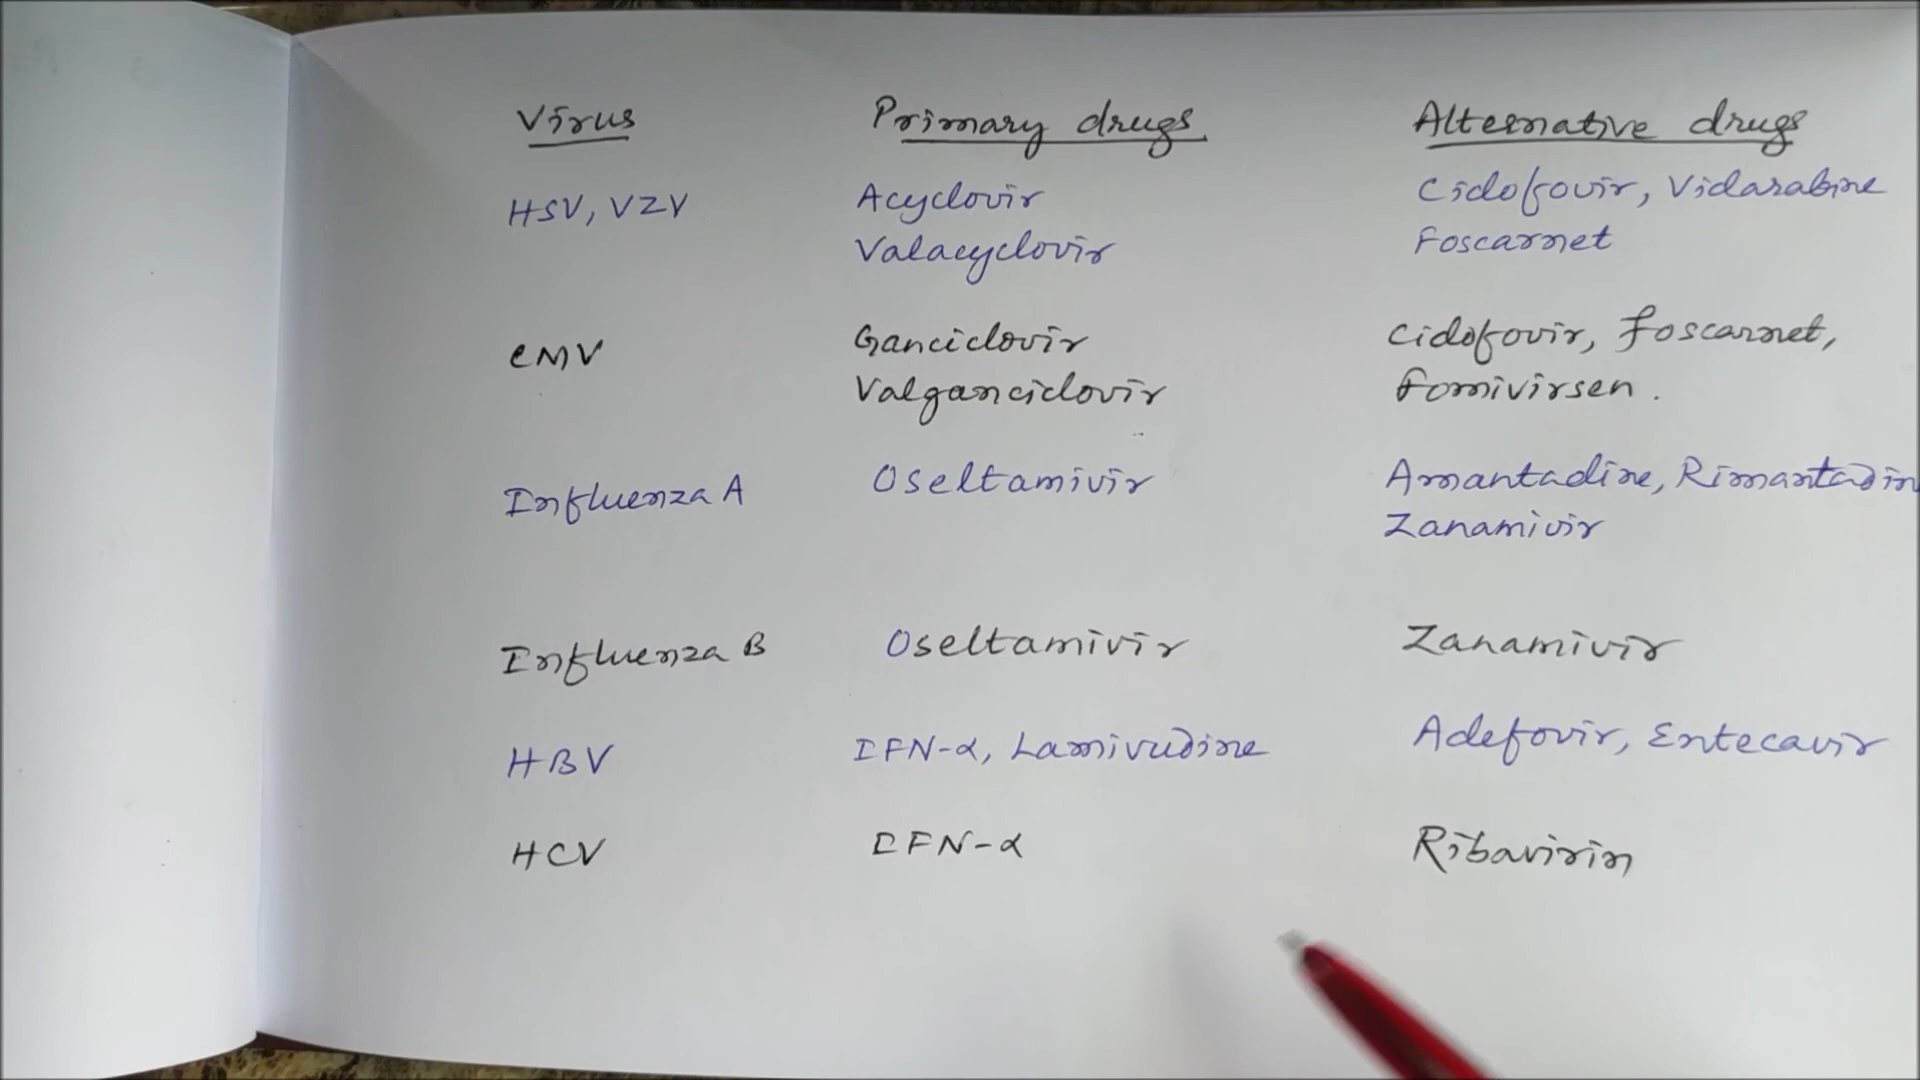 Virus Primary drugs Alternative drugs
HSV, VZV Acyclovir Cidofovir, Vidarabine
Valacyclovir Foscarnet
CMV Ganciclovir Cidofovir, Foscarnet,
Valganciclovir Fomivirsen.
Influenza A Oseltamivir Amantadine, Rimantadin
Zanamivir
Influenza B Oseltamivir Zanamivir
HBV IFN-α, Lamivudine Adefovir, Entecavir
HCV IFN-α Ribavirin